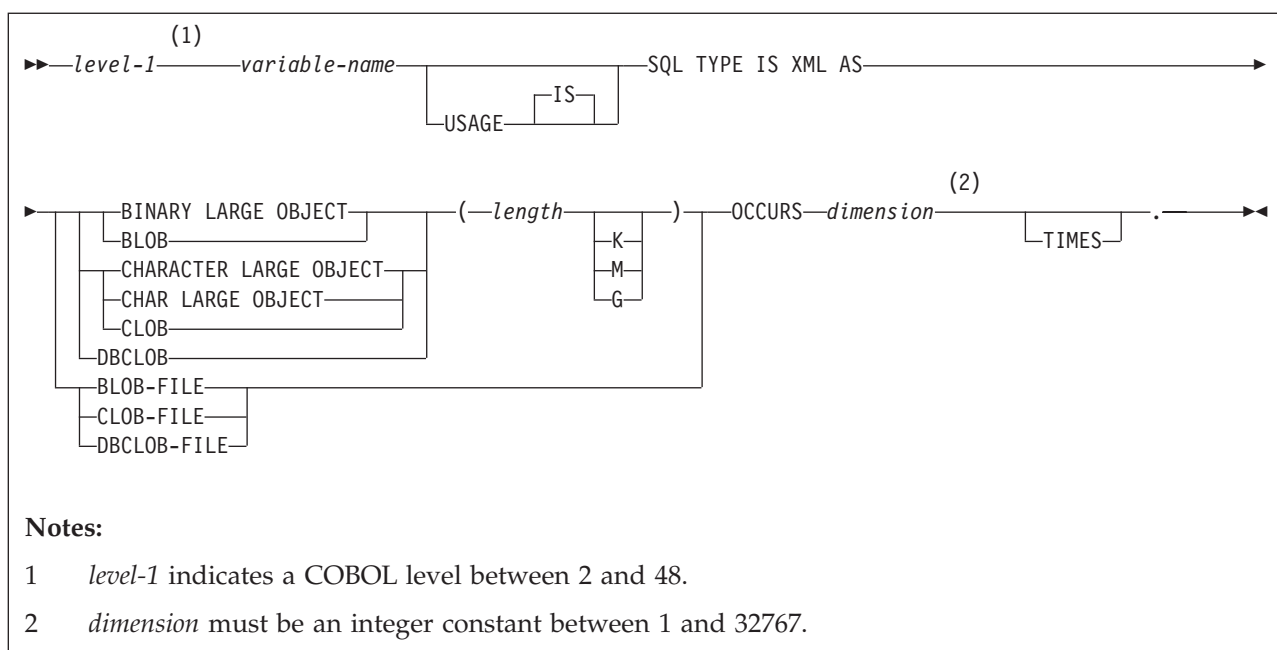 (1)
level-1 variable-name SQL TYPE IS XML AS
IS
USAGE
(2)
BINARY LARGE OBJECT ( length ) OCCURS dimension .
BLOB K TIMES
CHARACTER LARGE OBJECT M
CHAR LARGE OBJECT G
CLOB
DBCLOB
BLOB-FILE
CLOB-FILE
DBCLOB-FILE
Notes:
1 level-1 indicates a COBOL level between 2 and 48.
2 dimension must be an integer constant between 1 and 32767.